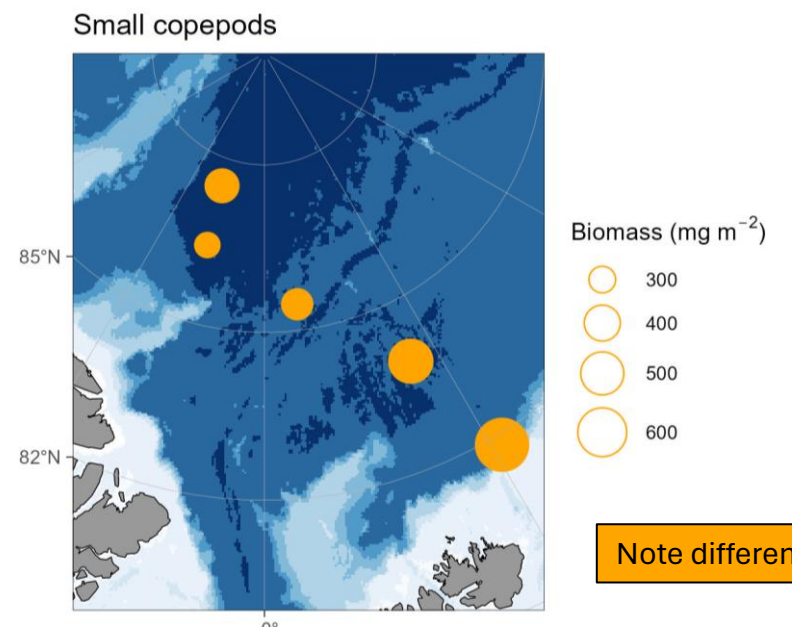 Small copepods
85°N
82°N
Biomass (mg m⁻²)
300
400
500
600
Note differen